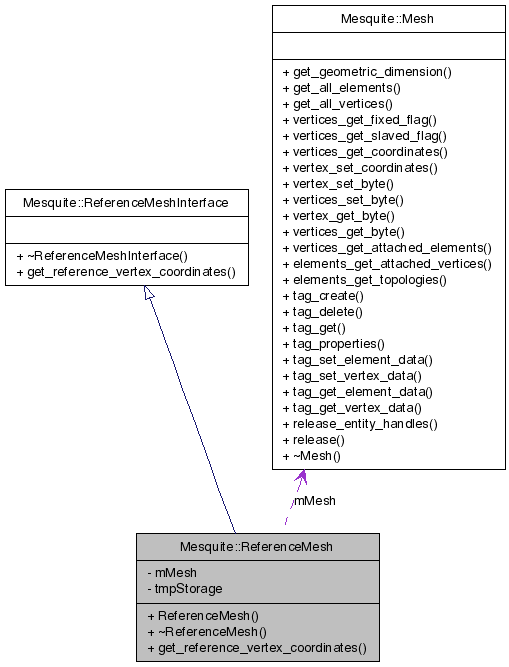 Mesquite::Mesh
+ get_geometric_dimension()
+ get_all_elements()
+ get_all_vertices()
+ vertices_get_fixed_flag()
+ vertices_get_slaved_flag()
+ vertices_get_coordinates()
+ vertex_set_coordinates()
+ vertex_set_byte()
+ vertices_set_byte()
+ vertex_get_byte()
+ vertices_get_byte()
+ vertices_get_attached_elements()
+ elements_get_attached_vertices()
+ elements_get_topologies()
+ tag_create()
+ tag_delete()
+ tag_get()
+ tag_properties()
+ tag_set_element_data()
+ tag_set_vertex_data()
+ tag_get_element_data()
+ tag_get_vertex_data()
+ release_entity_handles()
+ release()
+ ~Mesh()
Mesquite::ReferenceMeshInterface
+ ~ReferenceMeshInterface()
+ get_reference_vertex_coordinates()
mMesh
Mesquite::ReferenceMesh
- mMesh
- tmpStorage
+ ReferenceMesh()
+ ~ReferenceMesh()
+ get_reference_vertex_coordinates()